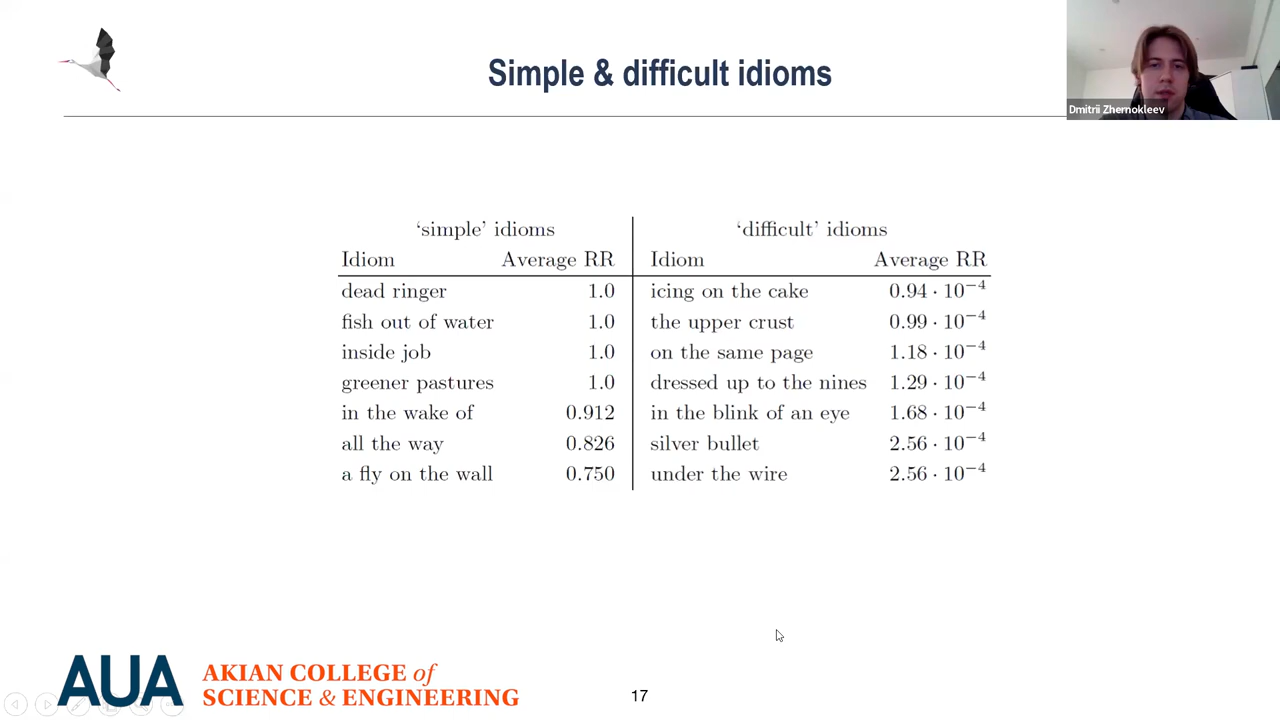 Simple & difficult idioms
Dmitrii Zhernokleev
‘simple’ idioms ‘difficult’ idioms
Idiom Average RR Idiom Average RR
dead ringer 1.0 icing on the cake 0.94 · 10⁻⁴
fish out of water 1.0 the upper crust 0.99 · 10⁻⁴
inside job 1.0 on the same page 1.18 · 10⁻⁴
greener pastures 1.0 dressed up to the nines 1.29 · 10⁻⁴
in the wake of 0.912 in the blink of an eye 1.68 · 10⁻⁴
all the way 0.826 silver bullet 2.56 · 10⁻⁴
a fly on the wall 0.750 under the wire 2.56 · 10⁻⁴
AUA AKIAN COLLEGE of
SCIENCE & ENGINEERING
17